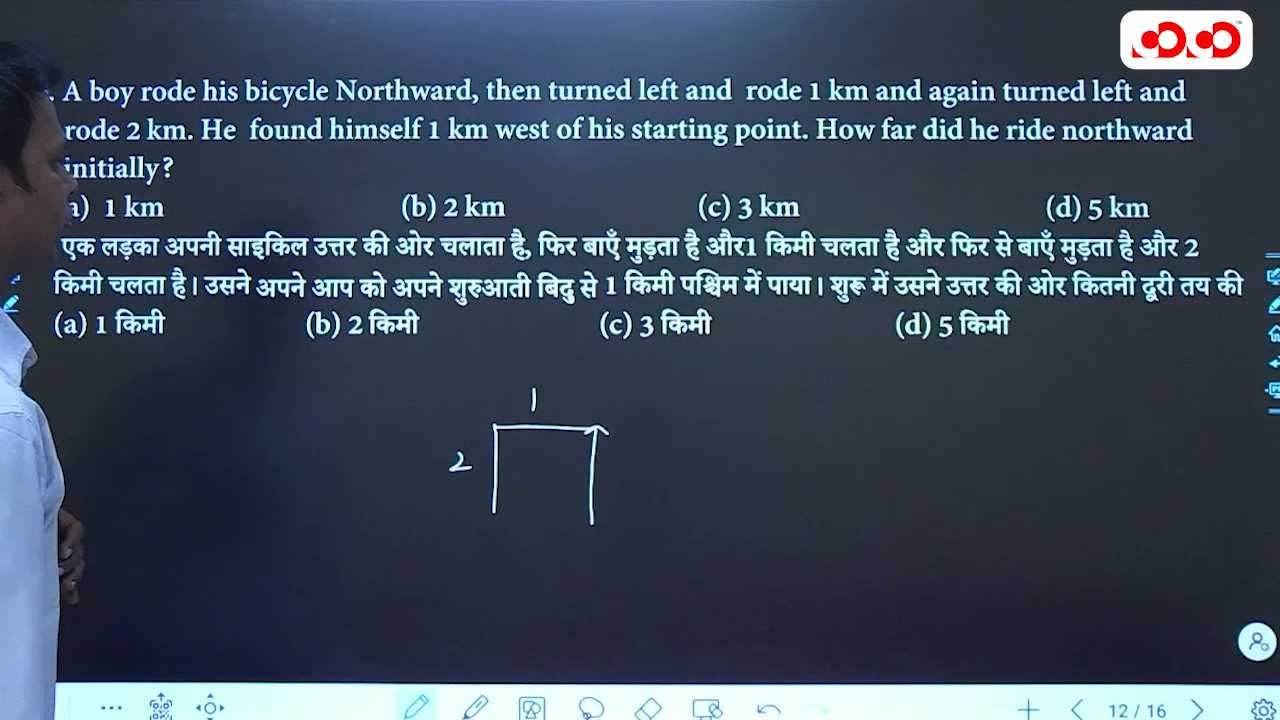 A boy rode his bicycle Northward, then turned left and rode 1 km and again turned left and
rode 2 km. He found himself 1 km west of his starting point. How far did he ride northward
initially?
a) 1 km (b) 2 km (c) 3 km (d) 5 km
एक लड़का अपनी साइकिल उत्तर की ओर चलाता है, फिर बाएँ मुड़ता है और1 किमी चलता है और फिर से बाएँ मुड़ता है और 2
किमी चलता है। उसने अपने आप को अपने शुरुआती बिंदु से 1 किमी पश्चिम में पाया। शुरू में उसने उत्तर की ओर कितनी दूरी तय की
(a) 1 किमी (b) 2 किमी (c) 3 किमी (d) 5 किमी
1
2
12 / 16